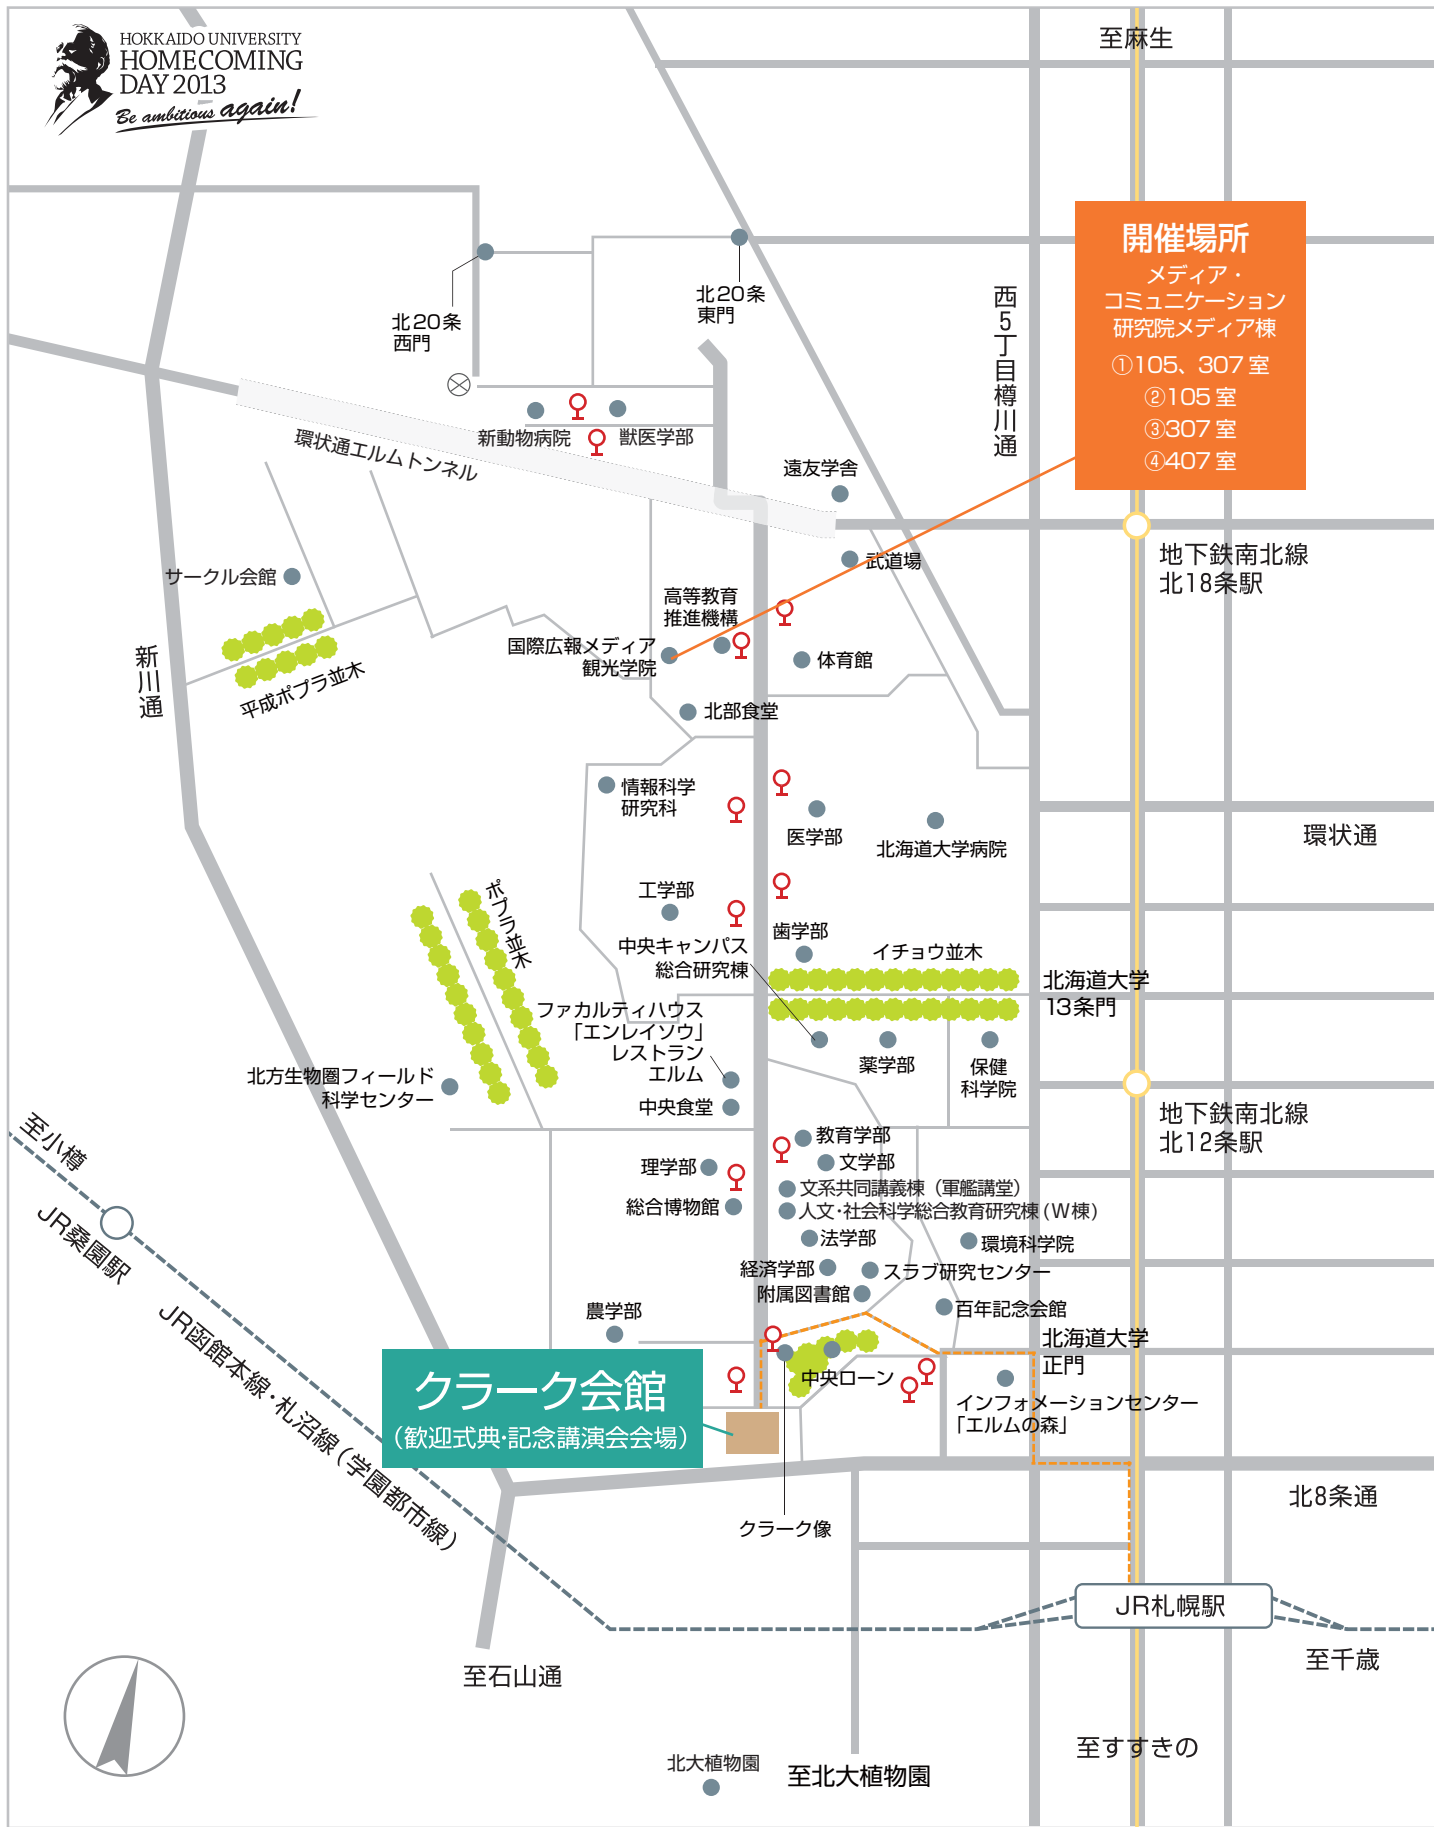 HOKKAIDO UNIVERSITY
HOMECOMING
DAY 2013
Be ambitious again!
至麻生
開催場所
メディア・
コミュニケーション
研究院メディア棟
①105、307室
②105室
③307室
④407室
北20条
西門
北20条
東門
西5丁目樽川通
新動物病院
獣医学部
環状通エルムトンネル
遠友学舎
地下鉄南北線
北18条駅
武道場
サークル会館
高等教育
推進機構
国際広報メディア
観光学院
体育館
新川通
平成ポプラ並木
北部食堂
情報科学
研究科
医学部
北海道大学病院
環状通
工学部
ポプラ並木
歯学部
中央キャンパス
総合研究棟
イチョウ並木
北海道大学
13条門
ファカルティハウス
「エンレイソウ」
レストラン
エルム
薬学部
保健
科学院
北方生物圏フィールド
科学センター
中央食堂
地下鉄南北線
北12条駅
至小樽
教育学部
文学部
理学部
文系共同講義棟（軍艦講堂）
総合博物館
人文・社会科学総合教育研究棟(W棟)
JR桑園駅
法学部
環境科学院
経済学部
スラブ研究センター
附属図書館
百年記念会館
農学部
北海道大学
正門
JR函館本線・札沼線(学園都市線)
クラーク会館
（歓迎式典・記念講演会会場）
中央ローン
インフォメーションセンター
「エルムの森」
北8条通
クラーク像
JR札幌駅
至石山通
至千歳
至すすきの
北大植物園
至北大植物園